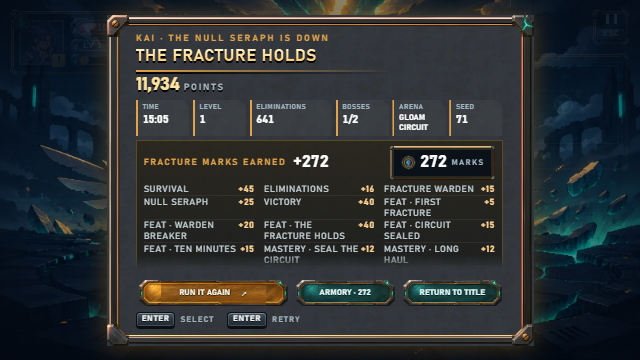 KAI · THE NULL SERAPH IS DOWN
THE FRACTURE HOLDS
11,934 POINTS
TIME
15:05
LEVEL
1
ELIMINATIONS
641
BOSSES
1/2
ARENA
GLOAM
CIRCUIT
SEED
71
FRACTURE MARKS EARNED +272
272 MARKS
SURVIVAL +45
ELIMINATIONS +16
FRACTURE WARDEN +15
NULL SERAPH +25
VICTORY +40
FEAT · FIRST +5
FRACTURE
FEAT · WARDEN +20
BREAKER
FEAT · THE +40
FRACTURE HOLDS
FEAT · CIRCUIT +15
SEALED
FEAT · TEN MINUTES +15
MASTERY · SEAL THE +12
CIRCUIT
MASTERY · LONG +12
HAUL
RUN IT AGAIN ↗
ARMORY · 272
RETURN TO TITLE
ENTER SELECT
ENTER RETRY